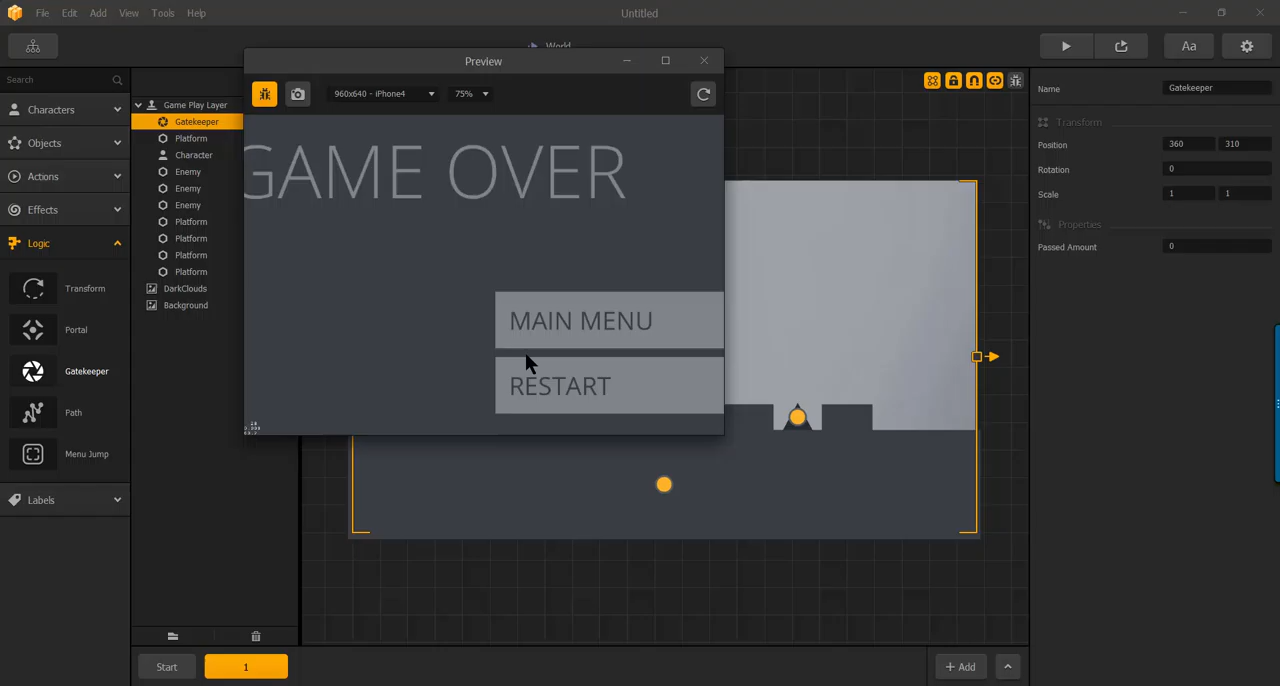 File Edit Add View Tools Help
Untitled
World
Aa
Preview
960x640 - iPhone4
75%
Search
Characters
Objects
Actions
Effects
Logic
Transform
Portal
Gatekeeper
Path
Menu Jump
Labels
Game Play Layer
Gatekeeper
Platform
Character
Enemy
Enemy
Enemy
Platform
Platform
Platform
Platform
DarkClouds
Background
GAME OVER
MAIN MENU
RESTART
Name Gatekeeper
Transform
Position 360 310
Rotation 0
Scale 1 1
Properties
Passed Amount 0
Start
1
+ Add